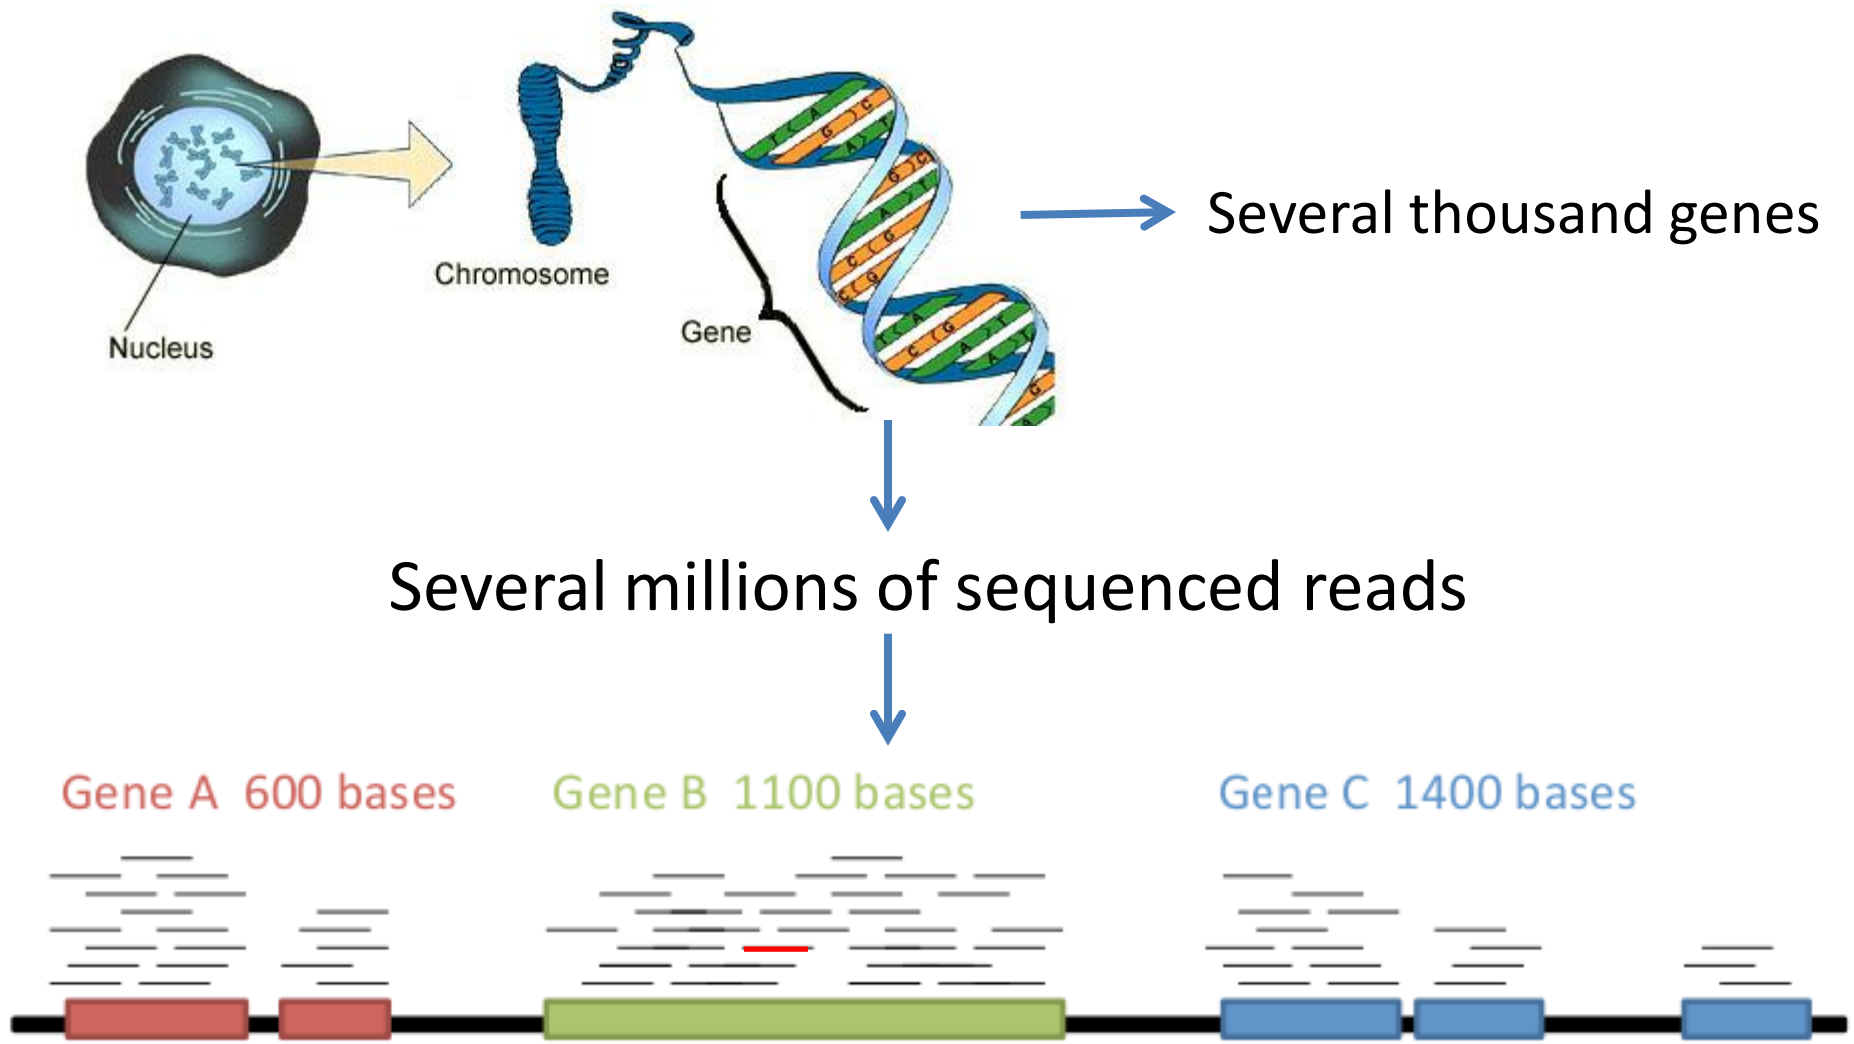 Several thousand genes
Chromosome
Gene
Nucleus
T A
G C
A T
G C
A T
C G
C G
C A
C G T
A T
A
G
A
Several millions of sequenced reads
Gene A 600 bases
Gene B 1100 bases
Gene C 1400 bases